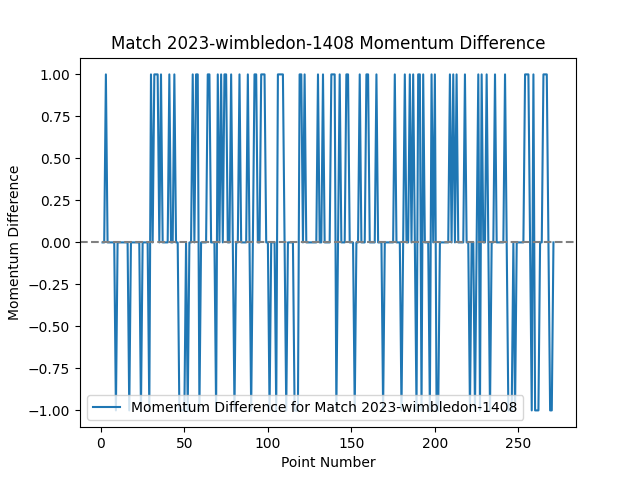 Match 2023-wimbledon-1408 Momentum Difference
1.00
0.75
0.50
0.25
0.00
−0.25
−0.50
−0.75
−1.00
Momentum Difference
Momentum Difference for Match 2023-wimbledon-1408
0 50 100 150 200 250
Point Number